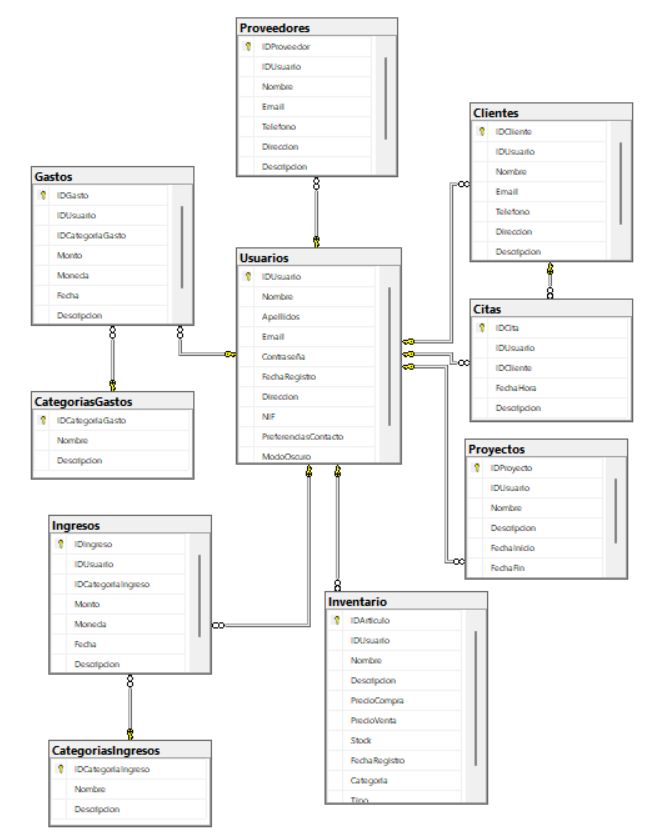 Proveedores
IDProveedor
IDUsuario
Nombre
Email
Telefono
Direccion
Descripcion
Clientes
IDCliente
IDUsuario
Nombre
Email
Telefono
Direccion
Descripcion
Gastos
IDGasto
IDUsuario
IDCategoriaGasto
Monto
Moneda
Fecha
Descripcion
Usuarios
IDUsuario
Nombre
Apellidos
Email
Contraseña
FechaRegistro
Direccion
NIF
PreferenciasContacto
ModoOscuro
Citas
IDCita
IDUsuario
IDCliente
FechaHora
Descripcion
CategoriasGastos
IDCategoriaGasto
Nombre
Descripcion
Proyectos
IDProyecto
IDUsuario
Nombre
Descripcion
FechaInicio
FechaFin
Ingresos
IDIngreso
IDUsuario
IDCategoriaIngreso
Monto
Moneda
Fecha
Descripcion
Inventario
IDArticulo
IDUsuario
Nombre
Descripcion
PrecioCompra
PrecioVenta
Stock
FechaRegistro
Categoria
Tipo
CategoriasIngresos
IDCategoriaIngreso
Nombre
Descripcion